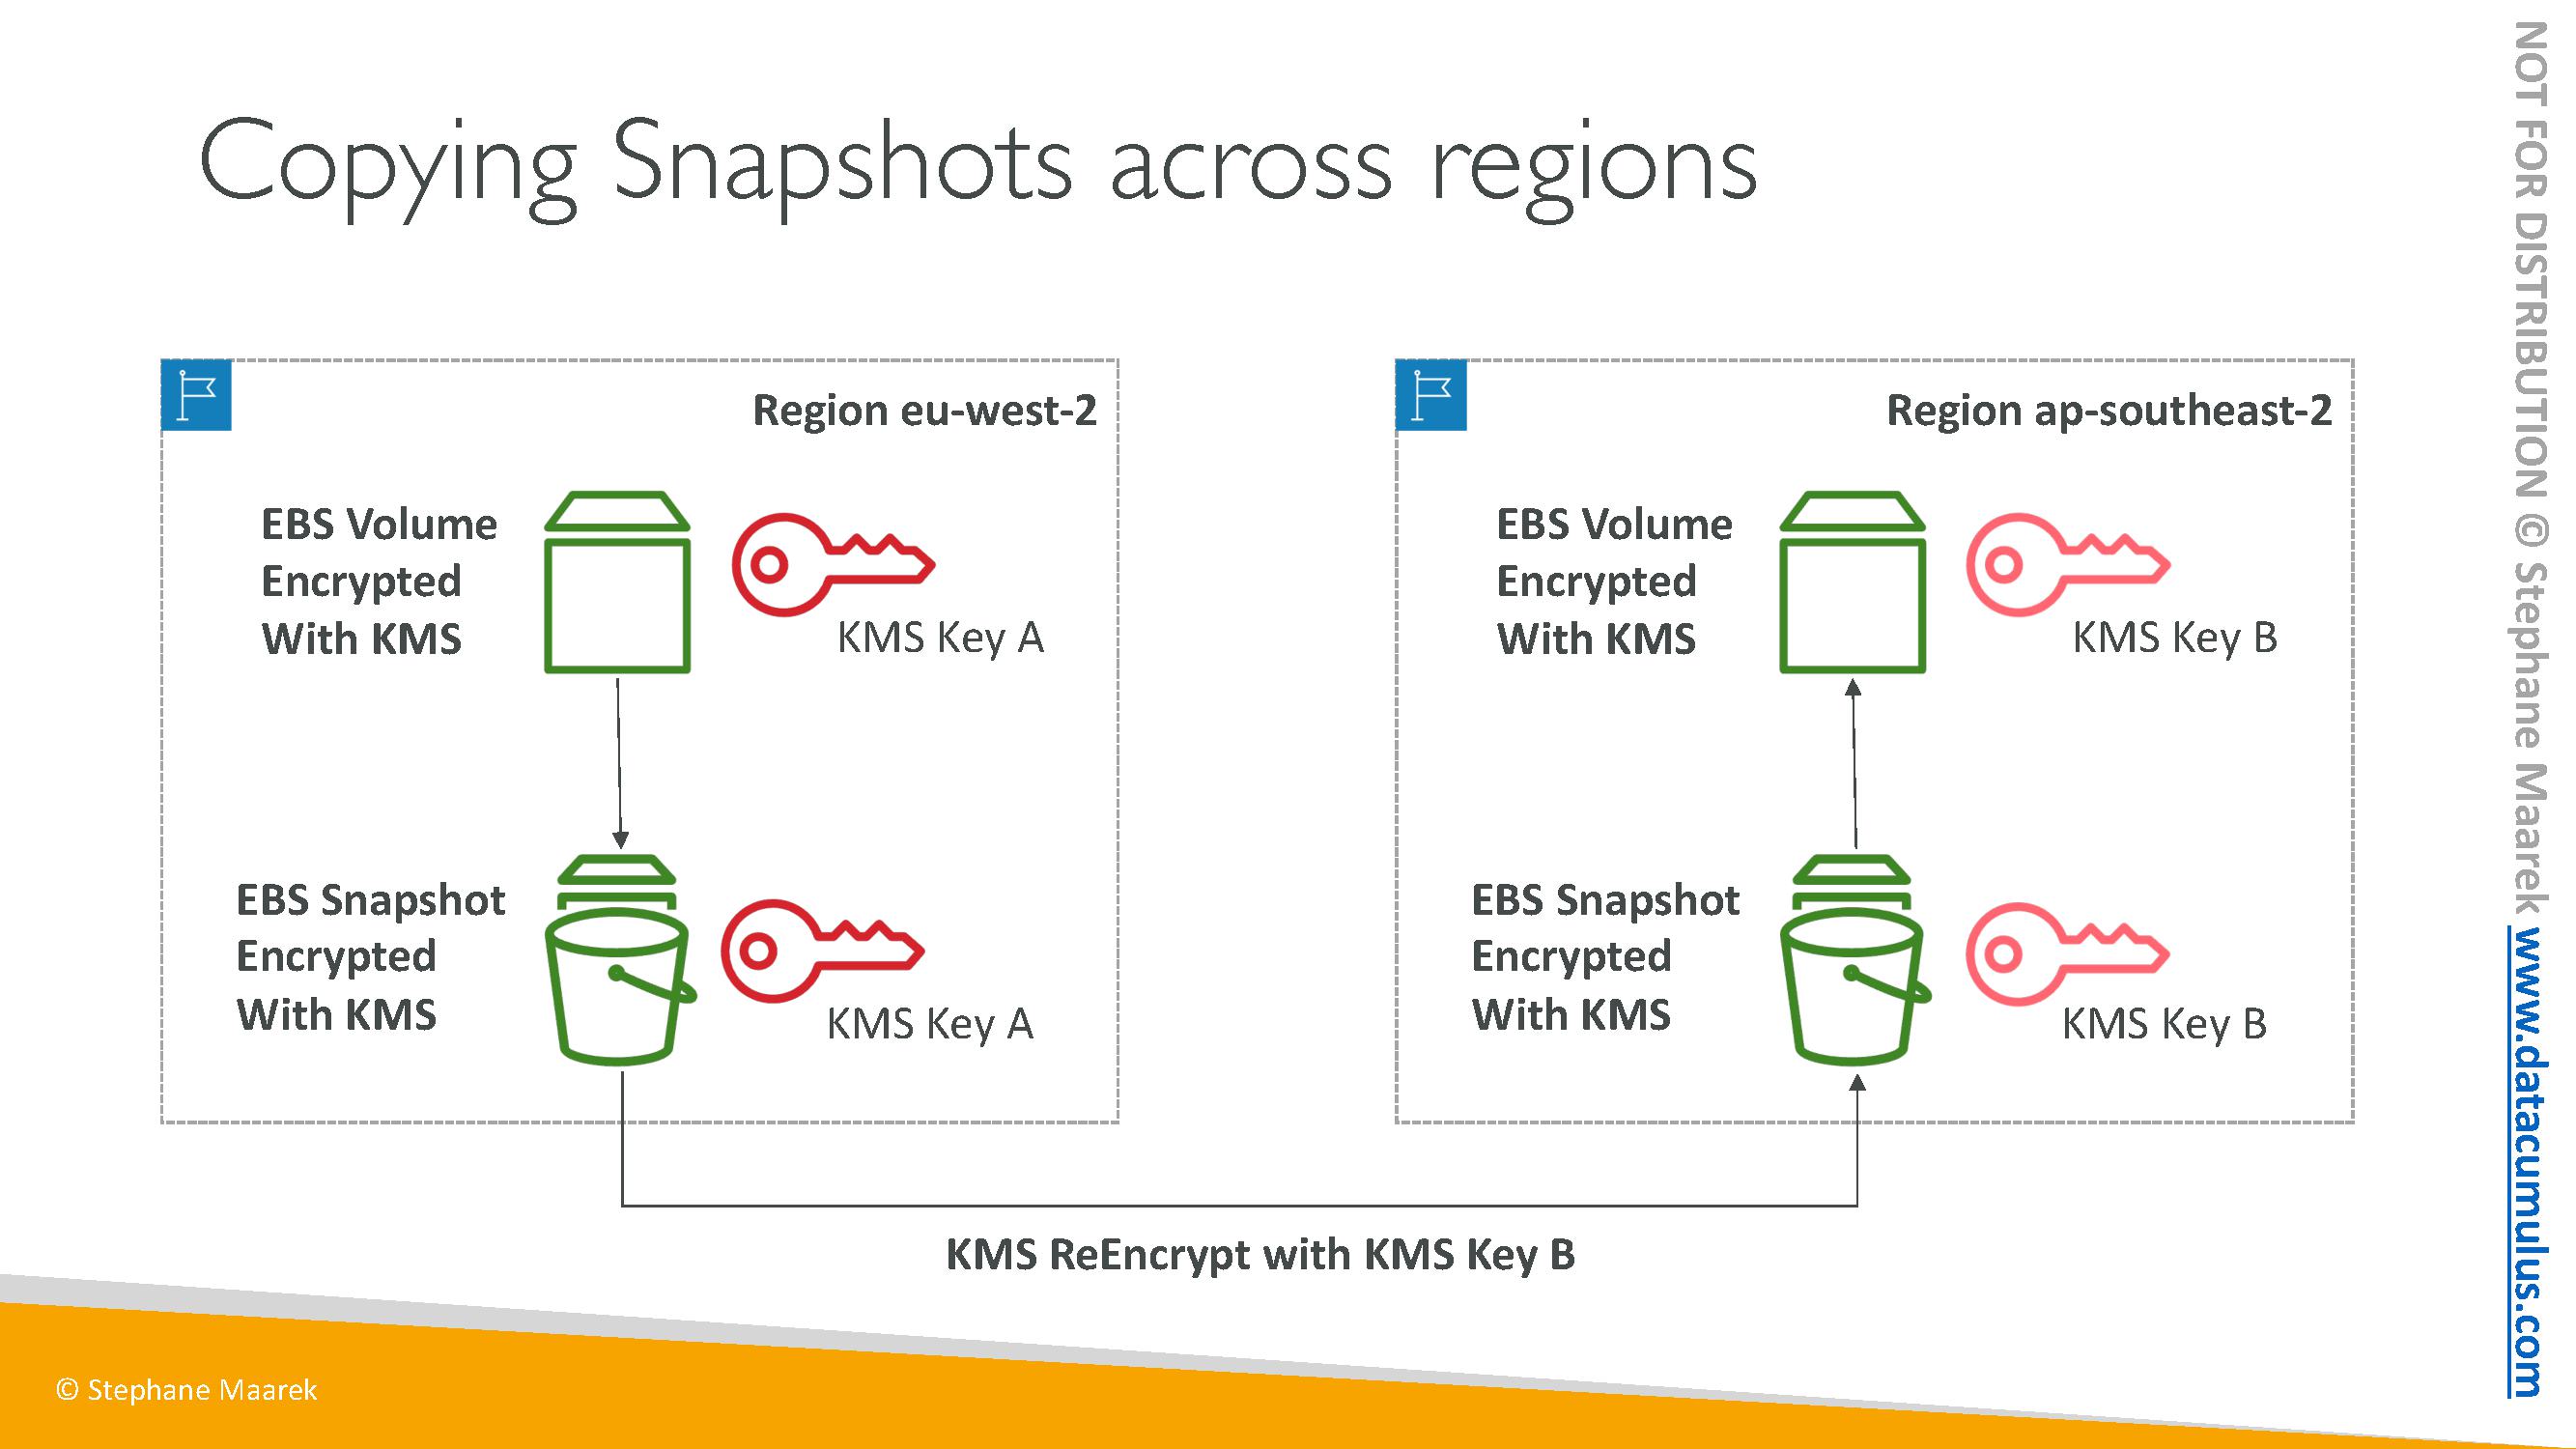 Copying Snapshots across regions
Region eu-west-2
EBS Volume
Encrypted
With KMS
KMS Key A
EBS Snapshot
Encrypted
With KMS
KMS Key A
Region ap-southeast-2
EBS Volume
Encrypted
With KMS
KMS Key B
EBS Snapshot
Encrypted
With KMS
KMS Key B
KMS ReEncrypt with KMS Key B
© Stephane Maarek
NOT FOR DISTRIBUTION © Stephane Maarek www.datacumulus.com